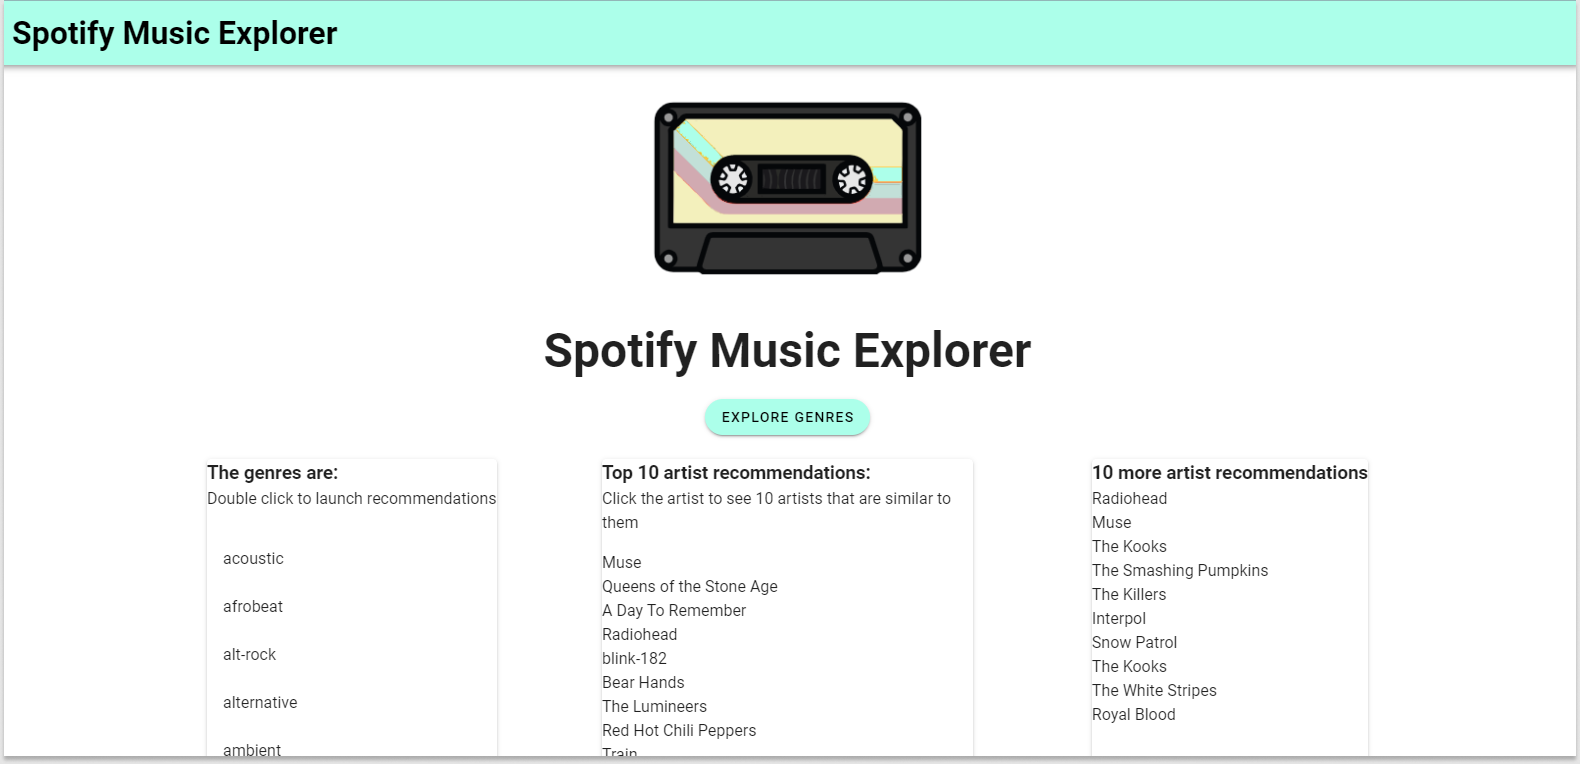 Spotify Music Explorer
Spotify Music Explorer
EXPLORE GENRES
The genres are:
Double click to launch recommendations
acoustic
afrobeat
alt-rock
alternative
ambient
Top 10 artist recommendations:
Click the artist to see 10 artists that are similar to
them
Muse
Queens of the Stone Age
A Day To Remember
Radiohead
blink-182
Bear Hands
The Lumineers
Red Hot Chili Peppers
Train
10 more artist recommendations
Radiohead
Muse
The Kooks
The Smashing Pumpkins
The Killers
Interpol
Snow Patrol
The Kooks
The White Stripes
Royal Blood